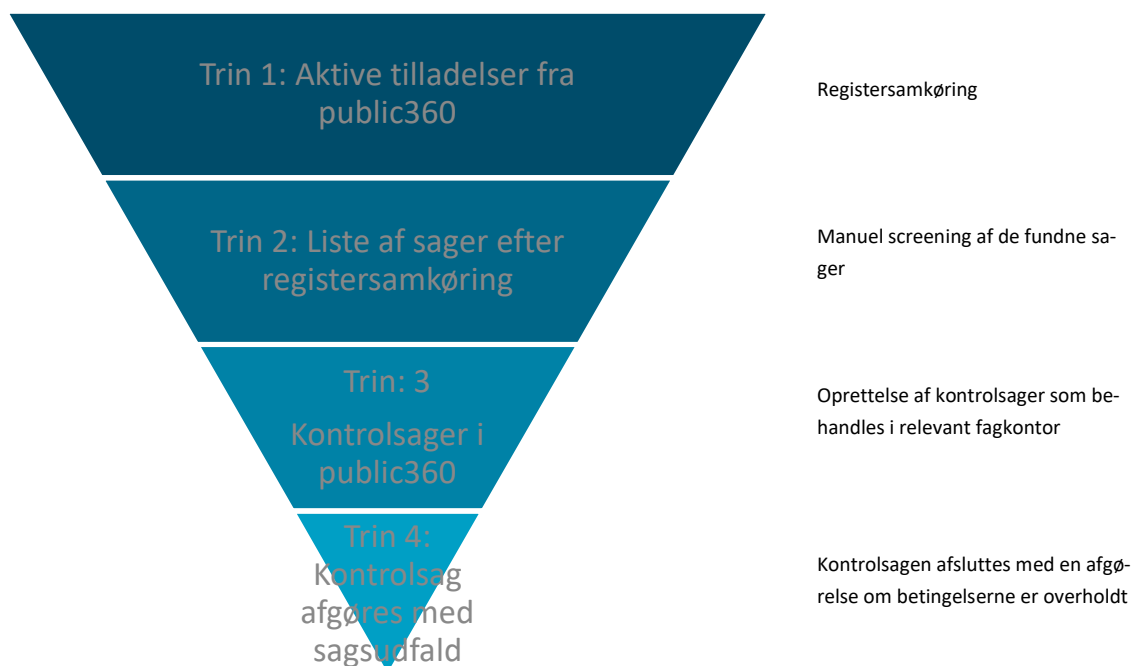 Trin 1: Aktive tilladelser fra
public360
Registersamkøring
Trin 2: Liste af sager efter
registersamkøring
Manuel screening af de fundne sa-
ger
Trin: 3
Kontrolsager i
public360
Oprettelse af kontrolsager som be-
handles i relevant fagkontor
Trin 4:
Kontrolsag
afgøres med
sagsudfald
Kontrolsagen afsluttes med en afgø-
relse om betingelserne er overholdt